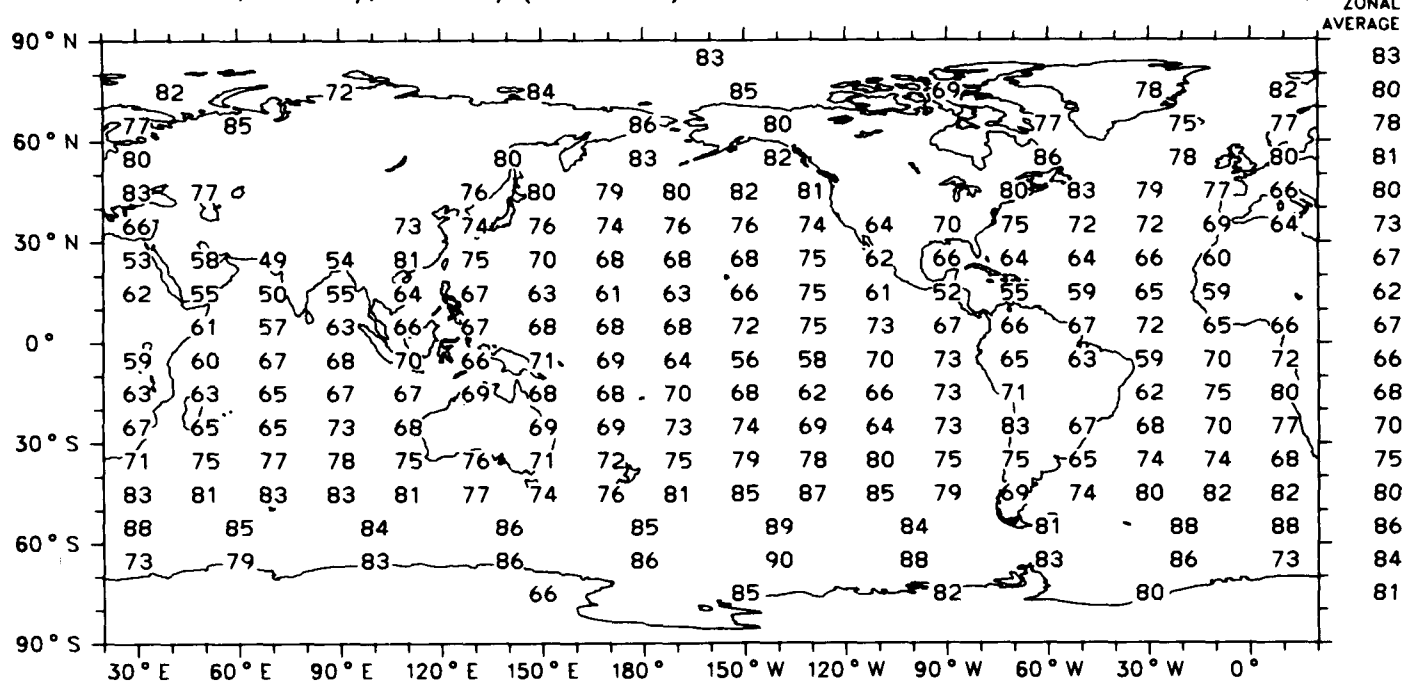 ZONAL
AVERAGE
90° N
83 83
82 72 84 85 69 78 82 80
77 85 86 80 77 75 77 78
60° N
80 80 83 82 86 78 80 81
83 77 76 80 79 80 82 81 80 83 79 77 66 80
66 73 74 76 74 76 76 74 64 70 75 72 72 69 64 73
30° N
53 58 49 54 81 75 70 68 68 68 75 62 66 64 64 66 60 67
62 55 50 55 64 67 63 61 63 66 75 61 52 55 59 65 59 62
61 57 63 66 67 68 68 68 72 75 73 67 66 67 72 65 66 67
0°
59 60 67 68 70 66 71 69 64 56 58 70 73 65 63 59 70 72 66
63 63 65 67 67 69 68 68 70 68 62 66 73 71 62 75 80 68
67 65 65 73 68 69 69 73 74 69 64 73 83 67 68 70 77 70
30° S
71 75 77 78 75 76 71 72 75 79 78 80 75 75 65 74 74 68 75
83 81 83 83 81 77 74 76 81 85 87 85 79 69 74 80 82 82 80
88 85 84 86 85 89 84 81 88 88 86
60° S
73 79 83 86 86 90 88 83 86 73 84
66 85 82 80 81
90° S
30° E 60° E 90° E 120° E 150° E 180° 150° W 120° W 90° W 60° W 30° W 0°